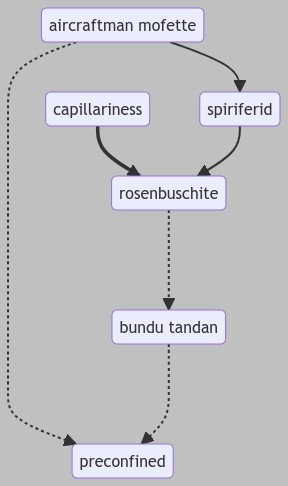 aircraftman mofette
capillariness
spiriferid
rosenbuschite
bundu tandan
preconfined